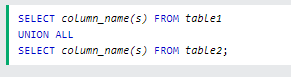 SELECT column_name(s) FROM table1
UNION ALL
SELECT column_name(s) FROM table2;